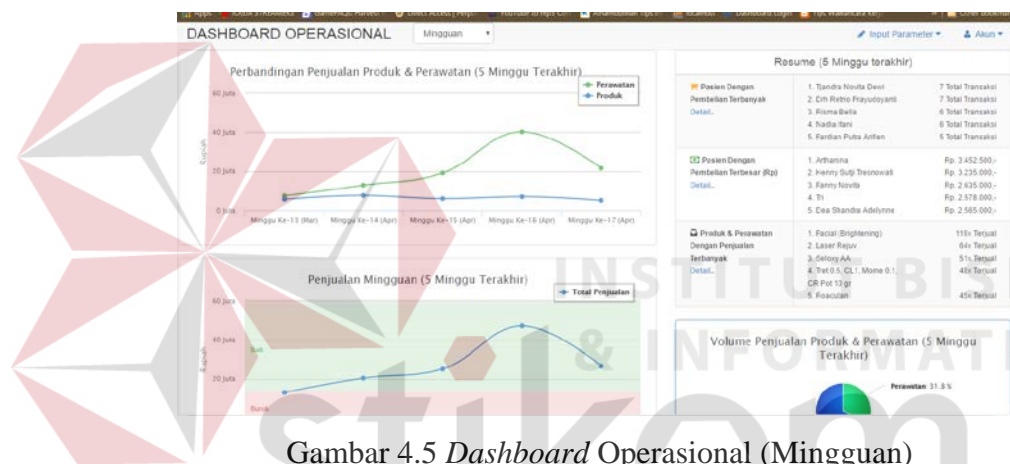 Apps
DASHBOARD OPERASIONAL
Mingguan
Input Parameter
Akun
Perbandingan Penjualan Produk & Perawatan (5 Minggu Terakhir)
Perawatan
Produk
60 Juta
40 Juta
20 Juta
0 Juta
Rupiah
Minggu Ke-13 (Mar)
Minggu Ke-14 (Apr)
Minggu Ke-15 (Apr)
Minggu Ke-16 (Apr)
Minggu Ke-17 (Apr)
Penjualan Mingguan (5 Minggu Terakhir)
Total Penjualan
60 Juta
40 Juta
20 Juta
Rupiah
Baik
Buruk
Resume (5 Minggu terakhir)
Pasien Dengan
Pembelian Terbanyak
Detail..
1. Tjandra Novita Dewi 7 Total Transaksi
2. Drh Retno Prayudoyanti 7 Total Transaksi
3. Risma Bella 6 Total Transaksi
4. Nadia Itani 6 Total Transaksi
5. Fardian Putra Arifien 5 Total Transaksi
Pasien Dengan
Pembelian Terbesar (Rp)
Detail..
1. Arthanna Rp. 3.452.500,-
2. Henny Sutji Tresnowati Rp. 3.235.000,-
3. Fanny Novita Rp. 2.635.000,-
4. Tri Rp. 2.578.000,-
5. Dea Shandra Adelynne Rp. 2.565.000,-
Produk & Perawatan
Dengan Penjualan
Terbanyak
Detail..
1. Facial (Brightening) Terjual
2. Laser Rejuv 64x Terjual
3. AA 51x Terjual
4. Tret 0.5, CL1, Mome 0.1, Terjual
CR Pot 13 gr
5. 45x Terjual
Volume Penjualan Produk & Perawatan (5 Minggu
Terakhir)
Perawatan 31.8 %
INSTITUT BIS
& INFORMATI
stikom
Gambar 4.5 Dashboard Operasional (Mingguan)